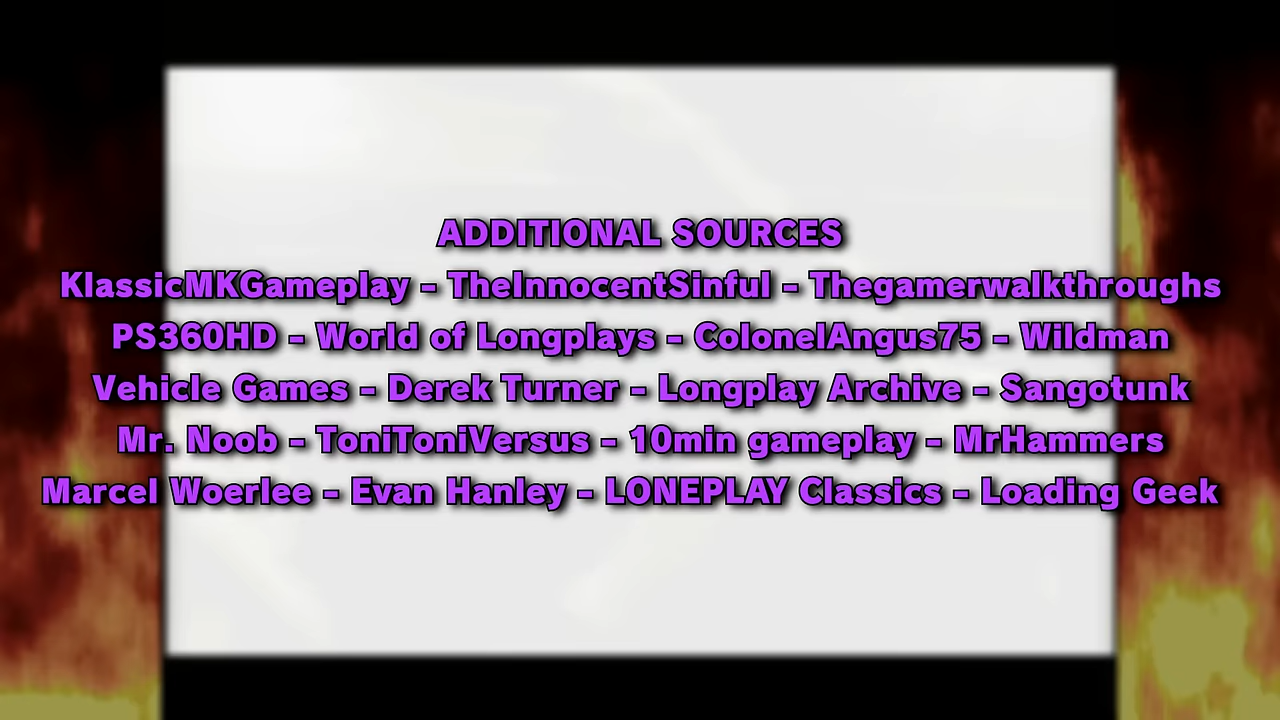 ADDITIONAL SOURCES
KlassicMKGameplay - TheInnocentSinful - Thegamerwalkthroughs
PS360HD - World of Longplays - ColonelAngus75 - Wildman
Vehicle Games - Derek Turner - Longplay Archive - Sangotunk
Mr. Noob - ToniToniVersus - 10min gameplay - MrHammers
Marcel Woerlee - Evan Hanley - LONEPLAY Classics - Loading Geek